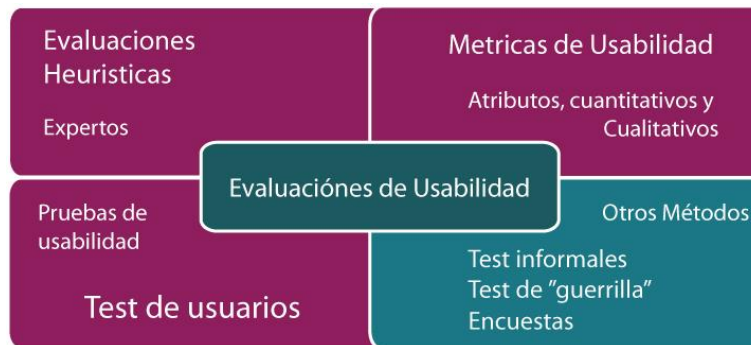 Evaluaciones
Heuristicas
Expertos
Metricas de Usabilidad
Atributos, cuantitativos y
Cualitativos
Evaluaciónes de Usabilidad
Pruebas de
usabilidad
Test de usuarios
Otros Métodos
Test informales
Test de ”guerrilla”
Encuestas